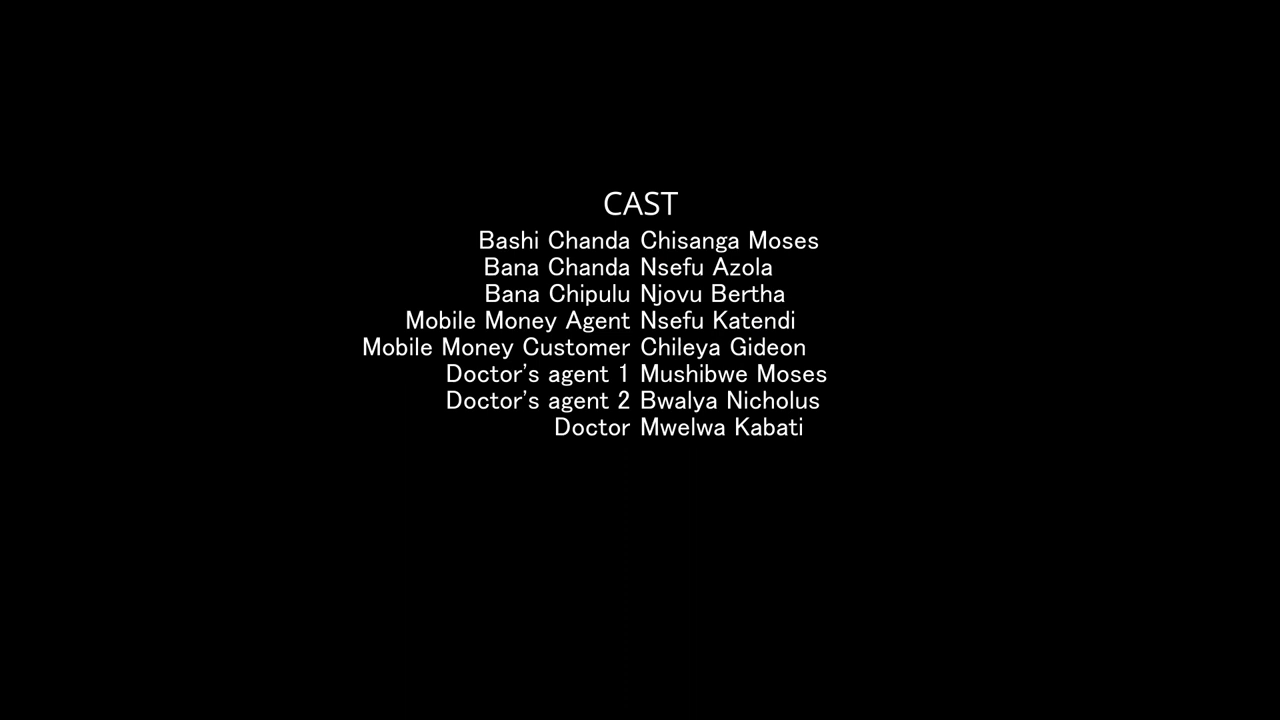 CAST
Bashi Chanda Chisanga Moses
Bana Chanda Nsefu Azola
Bana Chipulu Njovu Bertha
Mobile Money Agent Nsefu Katendi
Mobile Money Customer Chileya Gideon
Doctor's agent 1 Mushibwe Moses
Doctor's agent 2 Bwalya Nicholus
Doctor Mwelwa Kabati